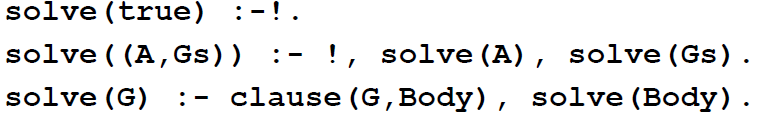 solve(true) :-!.
solve((A,Gs)) :- !, solve(A), solve(Gs).
solve(G) :- clause(G,Body), solve(Body).